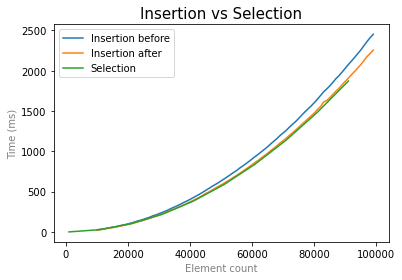 Insertion vs Selection
Insertion before
Insertion after
Selection
2500
2000
1500
1000
500
0
Time (ms)
0
20000
40000
60000
80000
100000
Element count